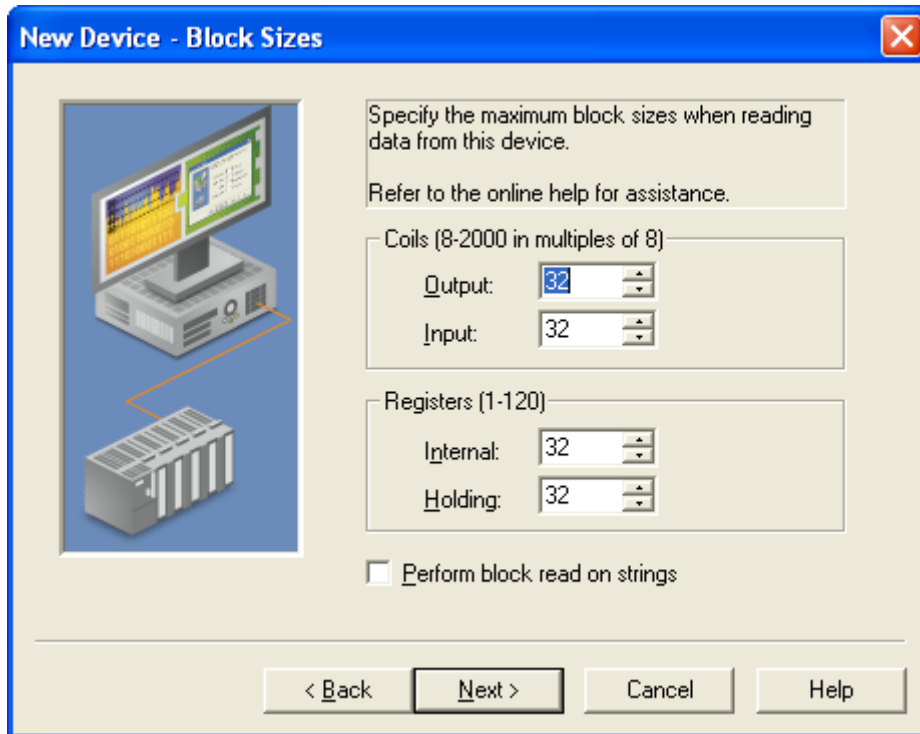 New Device - Block Sizes
Specify the maximum block sizes when reading
data from this device.
Refer to the online help for assistance.
Coils (8-2000 in multiples of 8)
Output: 32
Input: 32
Registers (1-120)
Internal: 32
Holding: 32
Perform block read on strings
< Back Next > Cancel Help